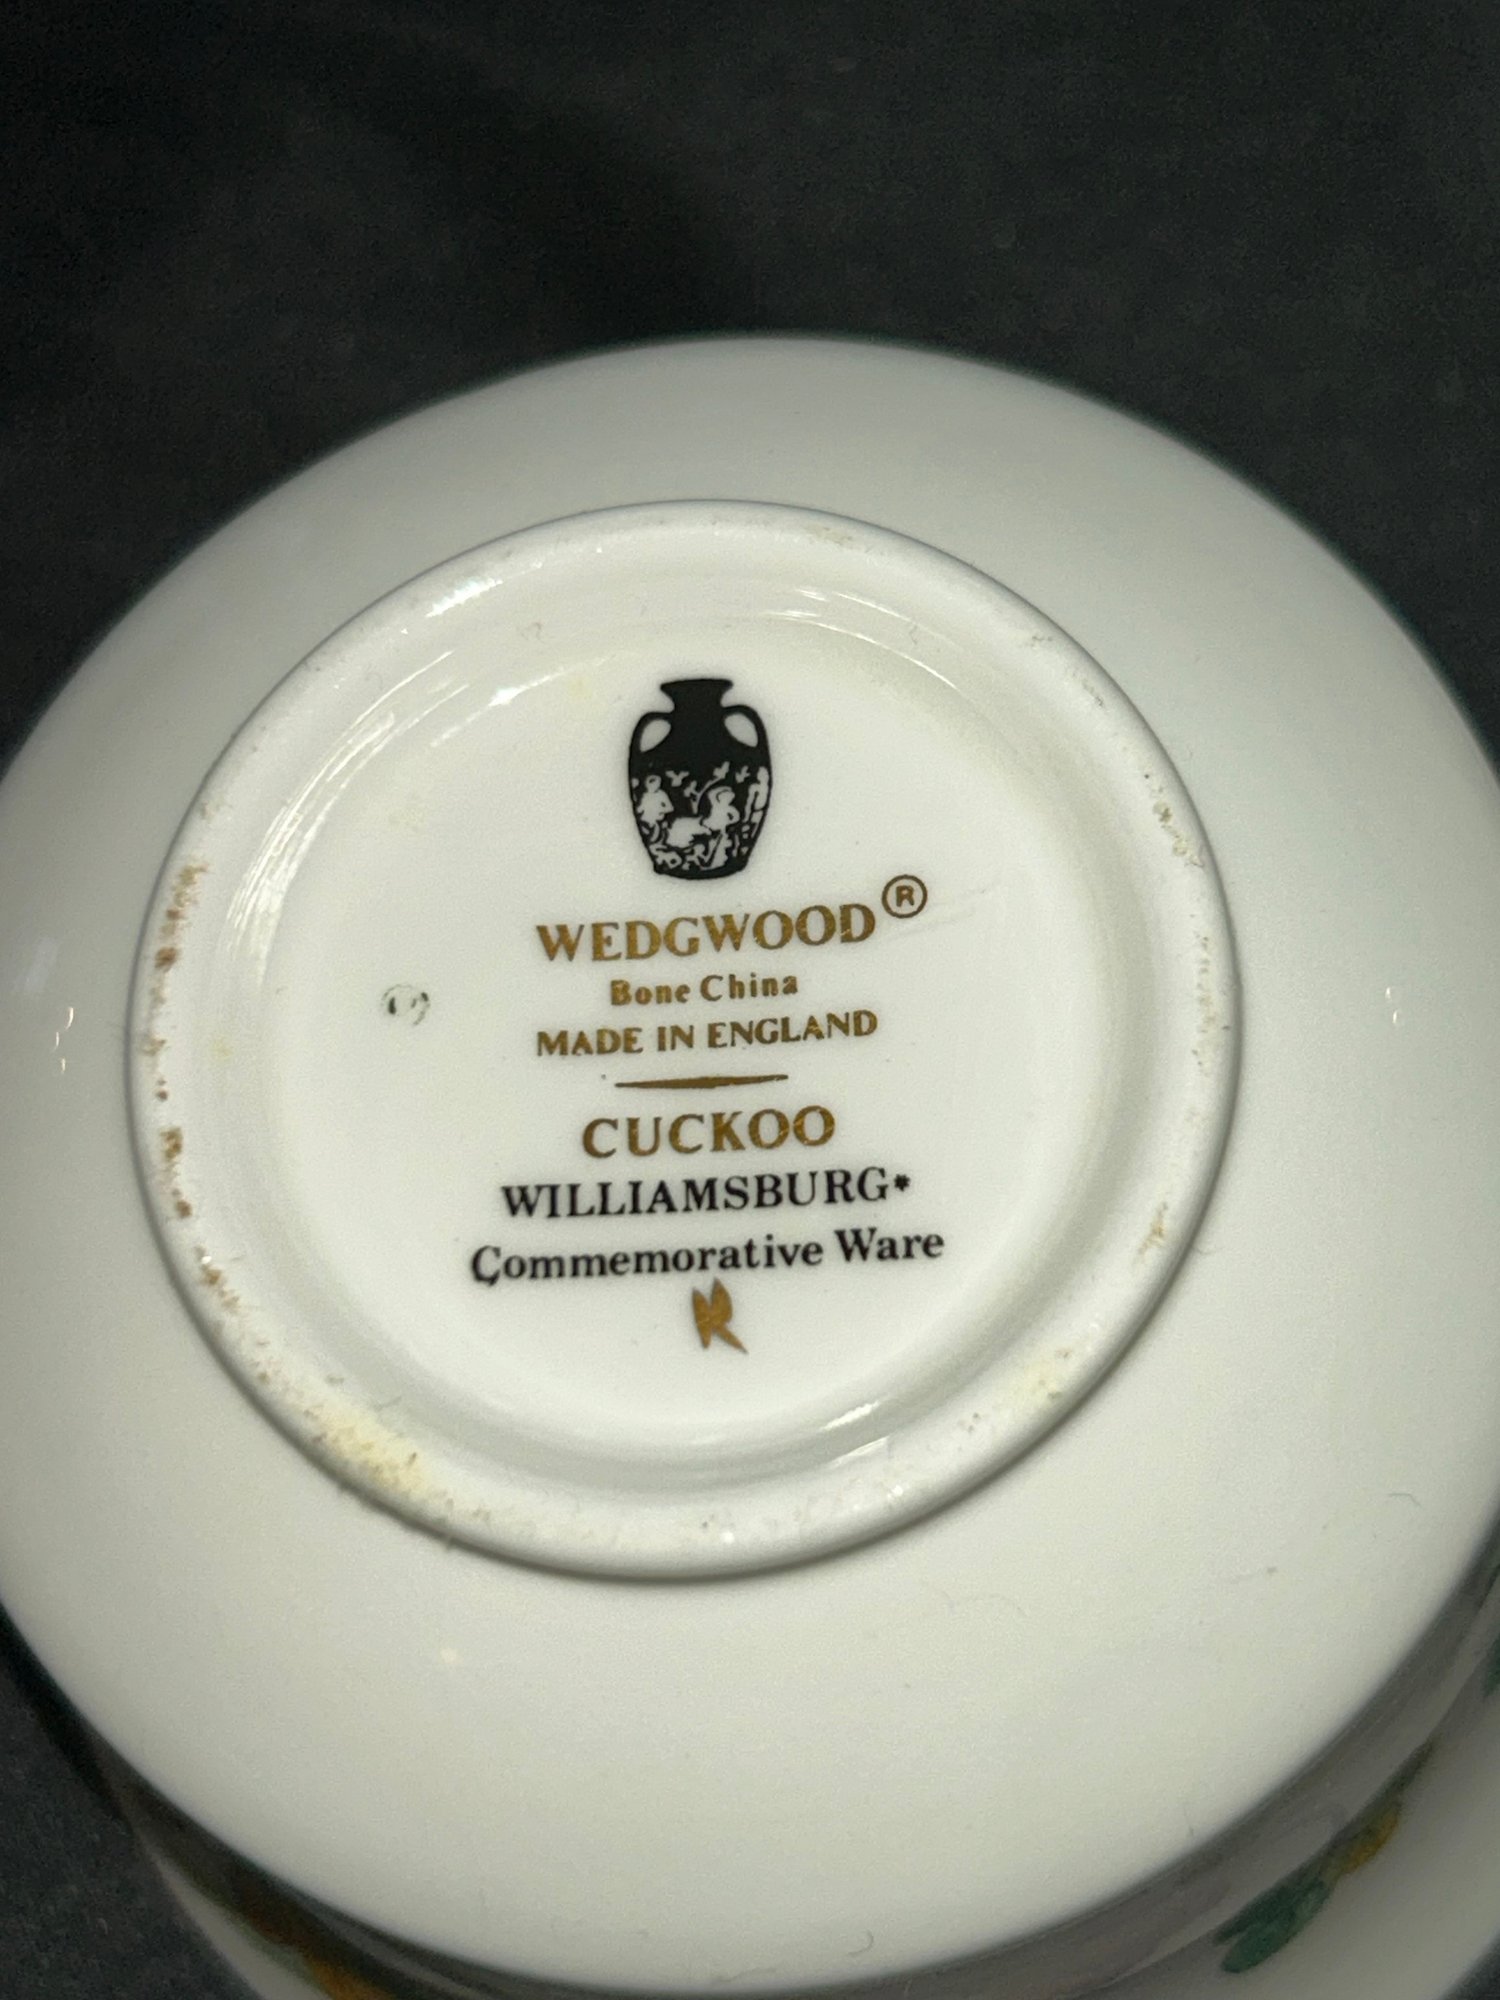 WEDGWOOD®
Bone China
MADE IN ENGLAND
CUCKOO
WILLIAMSBURG*
Commemorative Ware